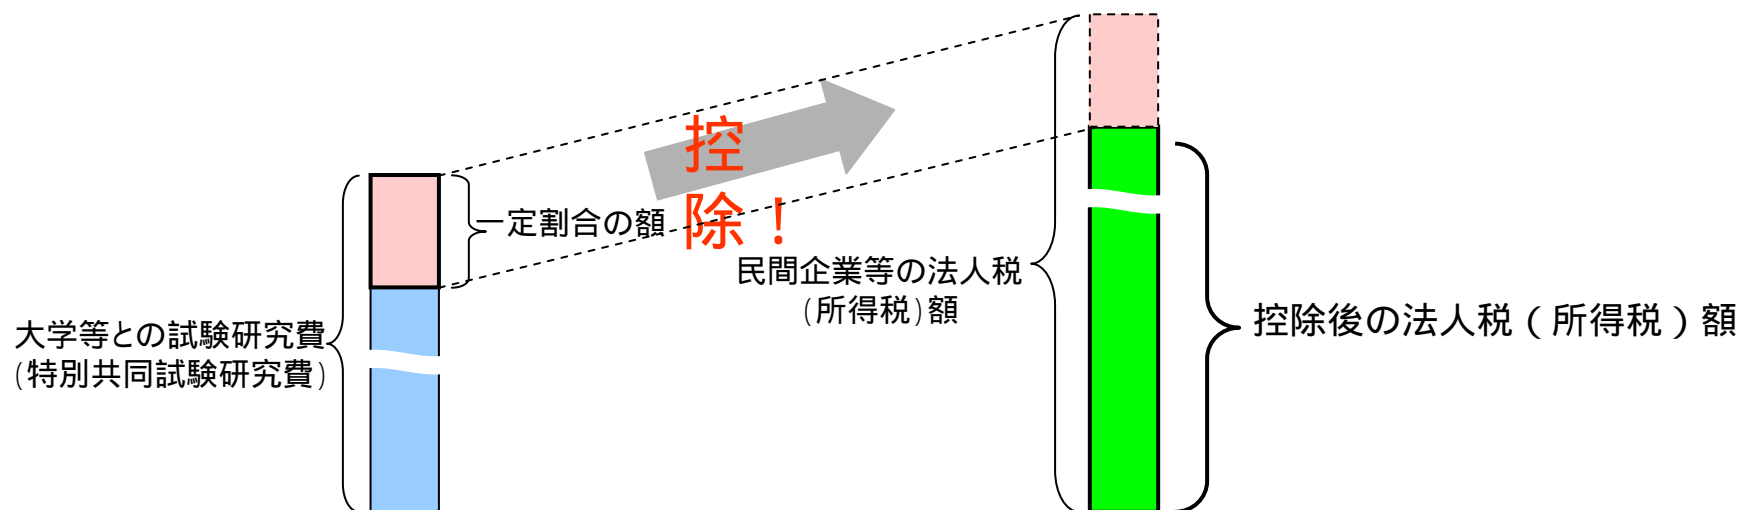 控
除！
一定割合の額
民間企業等の法人税
(所得税)額
控除後の法人税（所得税）額
大学等との試験研究費
(特別共同試験研究費)